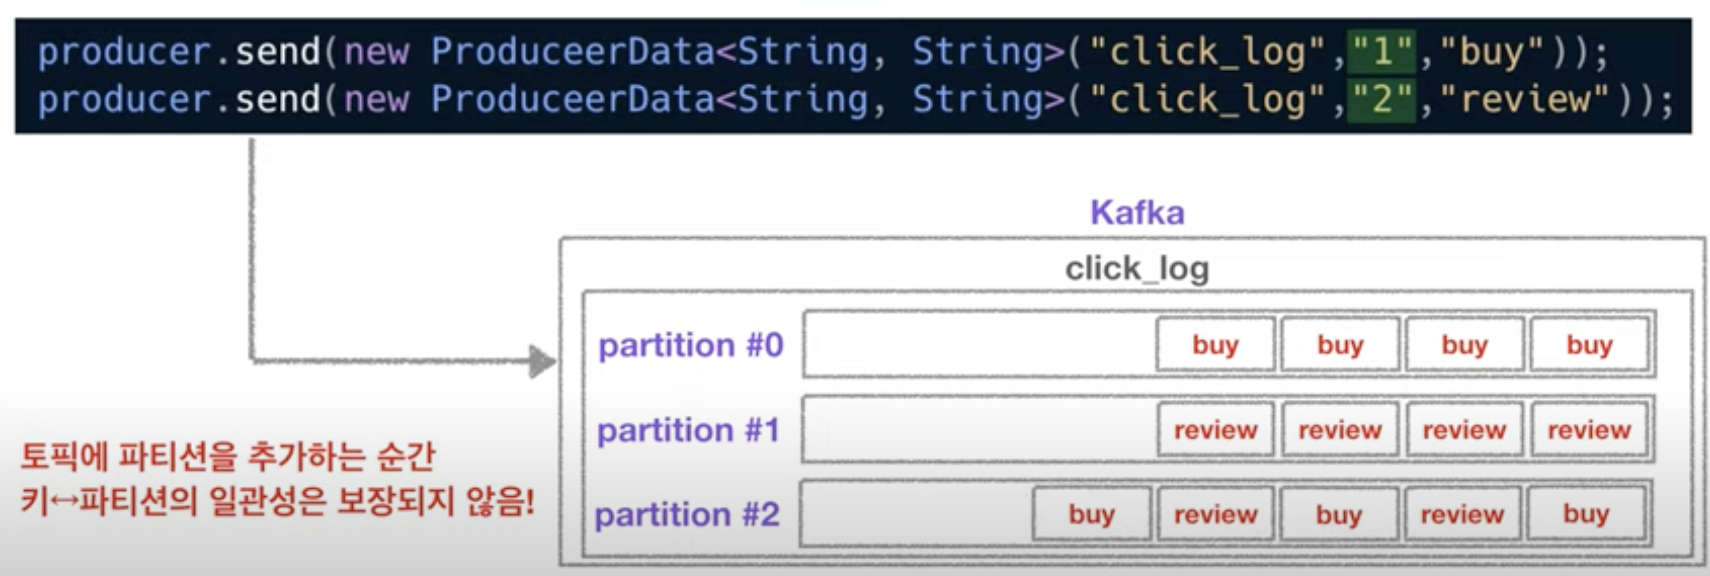 producer.send(new ProduceerData<String, String>("click_log","1","buy"));
producer.send(new ProduceerData<String, String>("click_log","2","review"));
Kafka
click_log
partition #0 buy buy buy buy
partition #1 review review review review
partition #2 buy review buy review buy
토픽에 파티션을 추가하는 순간
키↔파티션의 일관성은 보장되지 않음!